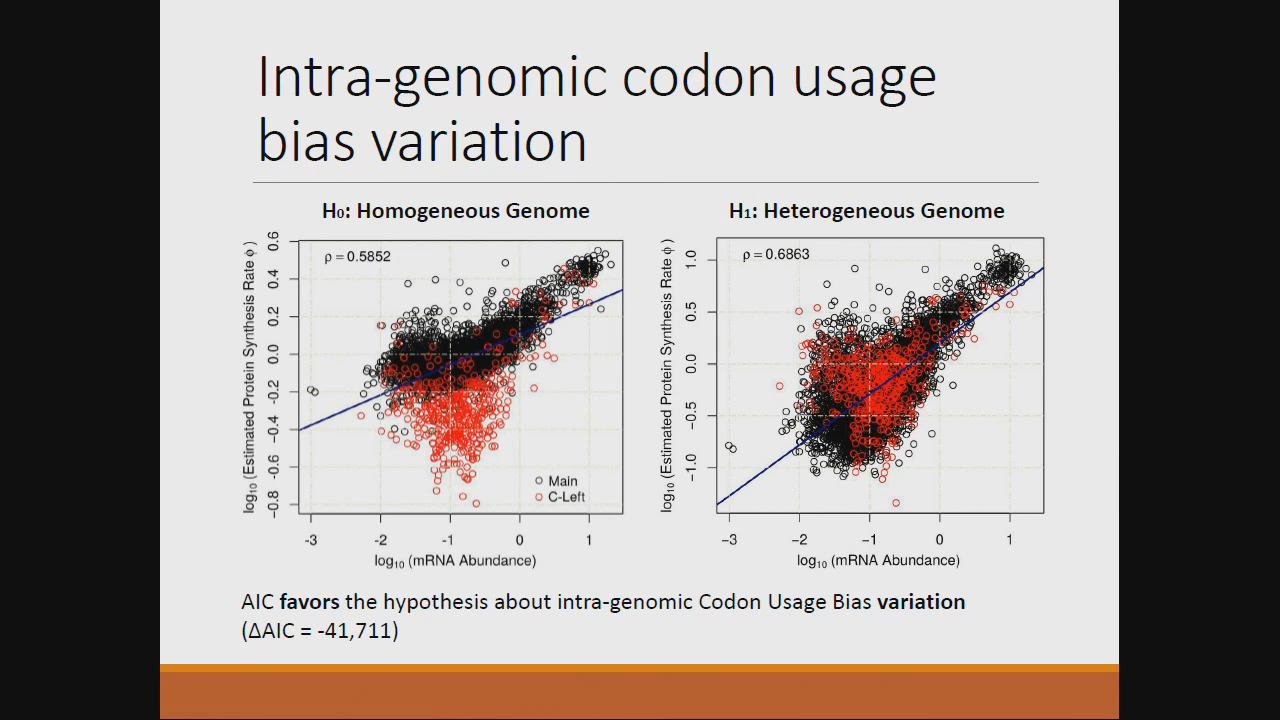 Intra-genomic codon usage
bias variation
H₀: Homogeneous Genome
H₁: Heterogeneous Genome
log₁₀ (Estimated Protein Synthesis Rate ϕ )
0.6
0.4
0.2
0.0
−0.2
−0.4
−0.6
−0.8
ρ = 0.5852
Main
C-Left
-3
-2
-1
0
1
log₁₀ (mRNA Abundance)
log₁₀ (Estimated Protein Synthesis Rate ϕ )
1.0
0.5
0.0
−0.5
−1.0
ρ = 0.6863
−3
−2
−1
0
1
log₁₀ (mRNA Abundance)
AIC favors the hypothesis about intra-genomic Codon Usage Bias variation
(ΔAIC = -41,711)